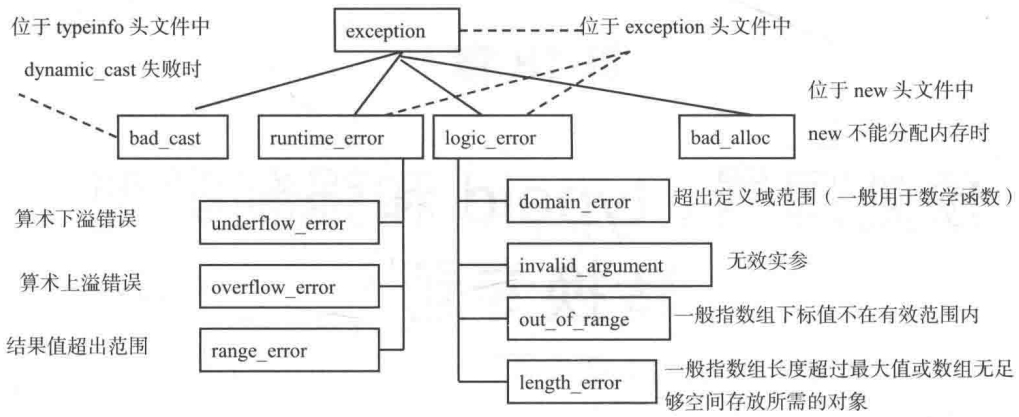 位于 typeinfo 头文件中
exception
位于 exception 头文件中
dynamic_cast 失败时
位于 new 头文件中
bad_cast
runtime_error
logic_error
bad_alloc
new 不能分配内存时
算术下溢错误
underflow_error
domain_error
超出定义域范围（一般用于数学函数）
算术上溢错误
overflow_error
invalid_argument
无效实参
结果值超出范围
range_error
out_of_range
一般指数组下标值不在有效范围内
length_error
一般指数组长度超过最大值或数组无足
够空间存放所需的对象